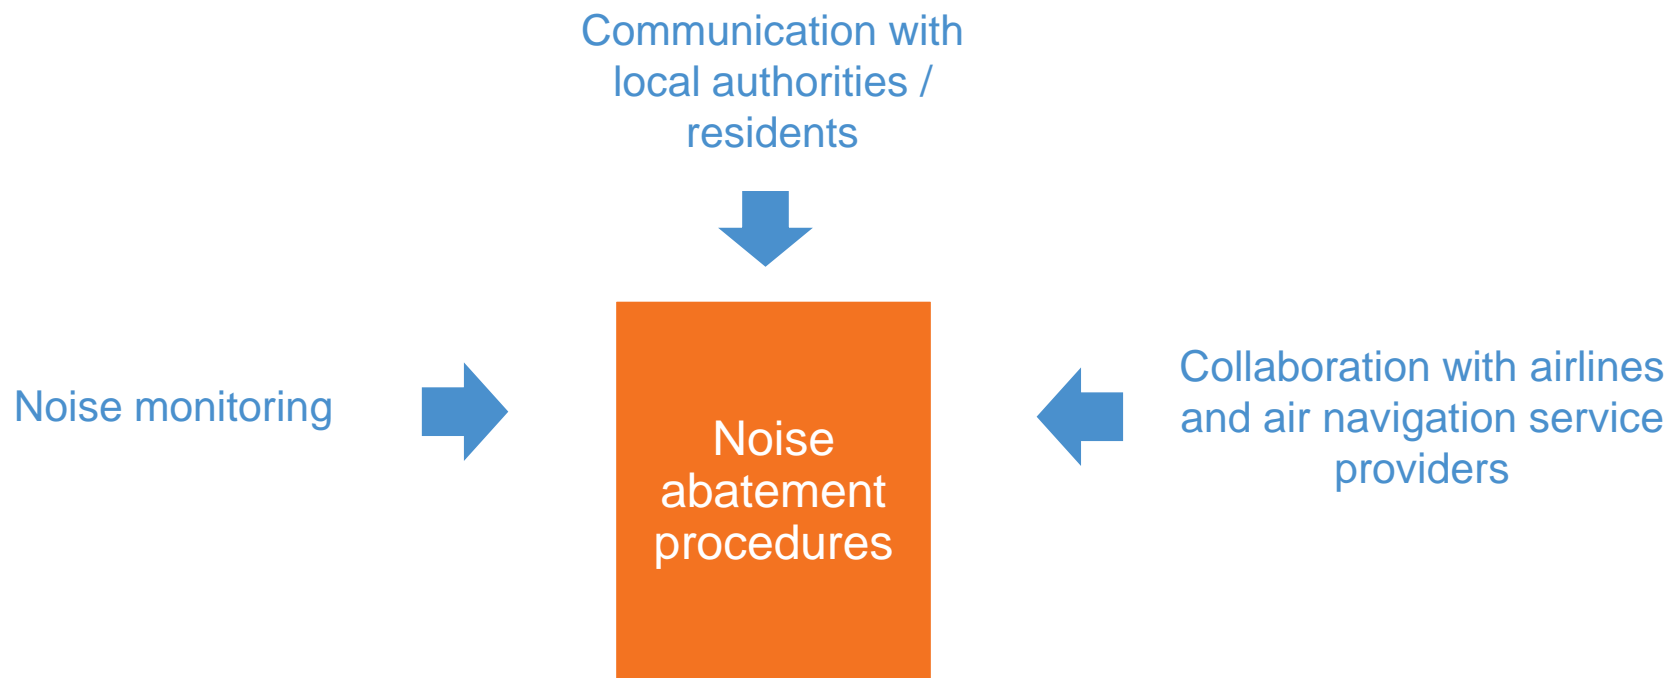 Communication with
local authorities /
residents
Noise monitoring
Noise
abatement
procedures
Collaboration with airlines
and air navigation service
providers